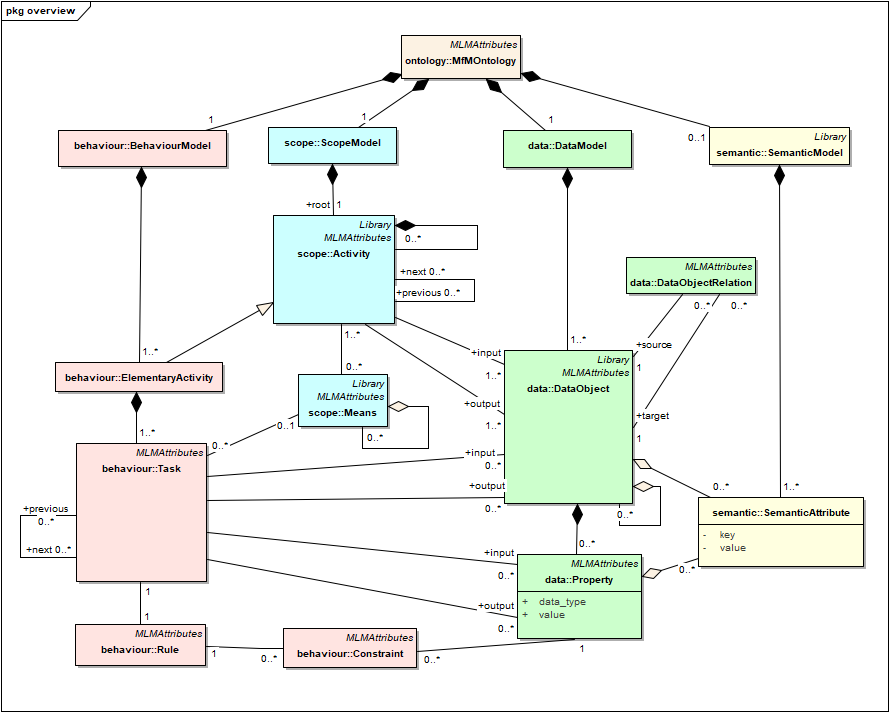 pkg overview
MLMAttributes
ontology::MfMOntology
1
1
1
0..1
behaviour::BehaviourModel
scope::ScopeModel
data::DataModel
Library
semantic::SemanticModel
+root 1
Library
MLMAttributes
scope::Activity
0..*
+next 0..*
+previous 0..*
MLMAttributes
data::DataObjectRelation
0..*
0..*
1..*
1..*
0..*
1..*
+source
1
+input
1..*
+output
1..*
+target
1
Library
MLMAttributes
data::DataObject
behaviour::ElementaryActivity
Library
MLMAttributes
scope::Means
0..*
0..1
0..*
1..*
MLMAttributes
behaviour::Task
+input
0..*
+output
0..*
0..*
0..*
1..*
semantic::SemanticAttribute
- key
- value
+previous
0..*
+next 0..*
0..*
0..*
+input
0..*
+output
0..*
MLMAttributes
data::Property
+ data_type
+ value
1
1
MLMAttributes
behaviour::Rule
1
0..*
MLMAttributes
behaviour::Constraint
0..*
1